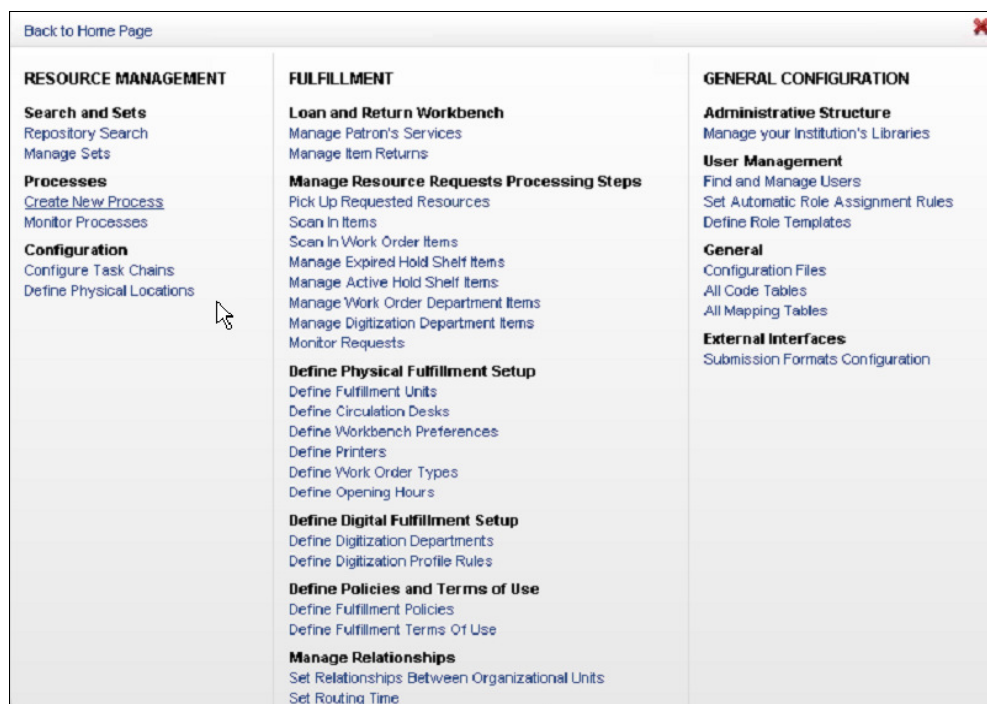 Back to Home Page
RESOURCE MANAGEMENT
Search and Sets
Repository Search
Manage Sets
Processes
Create New Process
Monitor Processes
Configuration
Configure Task Chains
Define Physical Locations
FULFILLMENT
Loan and Return Workbench
Manage Patron's Services
Manage Item Returns
Manage Resource Requests Processing Steps
Pick Up Requested Resources
Scan In Items
Scan In Work Order Items
Manage Expired Hold Shelf Items
Manage Active Hold Shelf Items
Manage Work Order Department Items
Manage Digitization Department Items
Monitor Requests
Define Physical Fulfillment Setup
Define Fulfillment Units
Define Circulation Desks
Define Workbench Preferences
Define Printers
Define Work Order Types
Define Opening Hours
Define Digital Fulfillment Setup
Define Digitization Departments
Define Digitization Profile Rules
Define Policies and Terms of Use
Define Fulfillment Policies
Define Fulfillment Terms Of Use
Manage Relationships
Set Relationships Between Organizational Units
Set Routing Time
GENERAL CONFIGURATION
Administrative Structure
Manage your Institution's Libraries
User Management
Find and Manage Users
Set Automatic Role Assignment Rules
Define Role Templates
General
Configuration Files
All Code Tables
All Mapping Tables
External Interfaces
Submission Formats Configuration